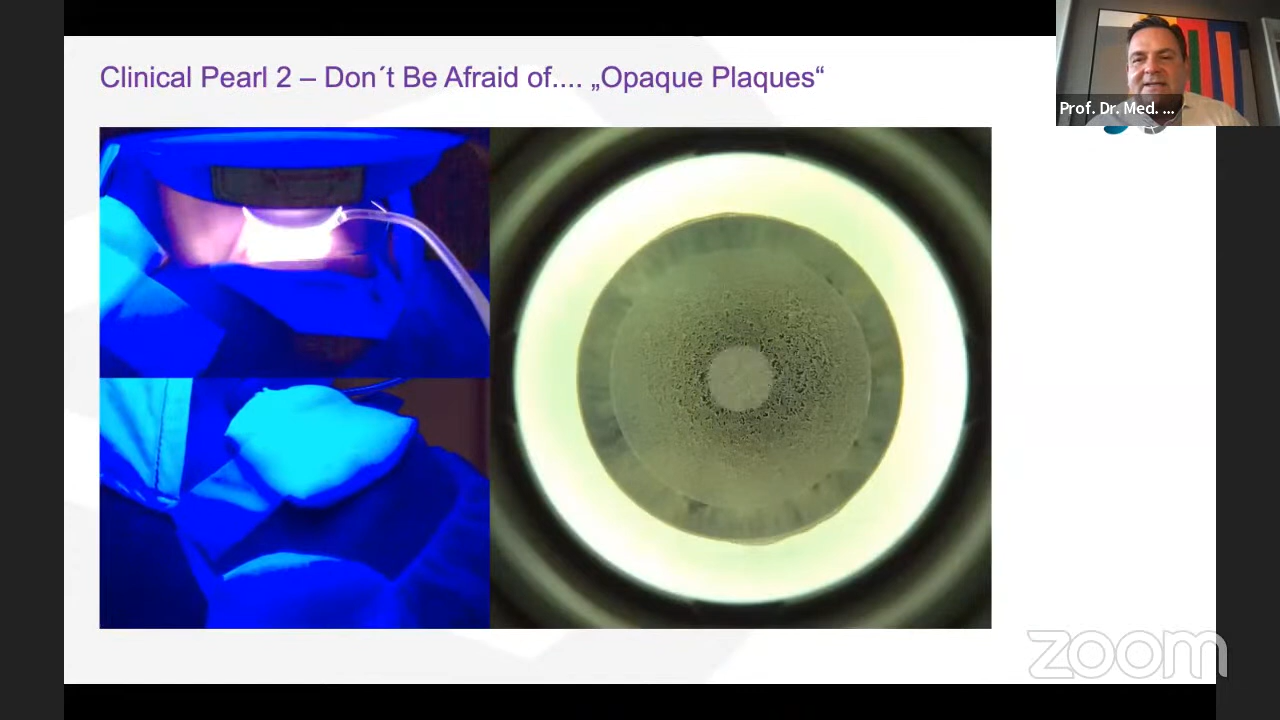 Clinical Pearl 2 – Don´t Be Afraid of.... „Opaque Plaques“
Prof. Dr. Med. ...
zoom